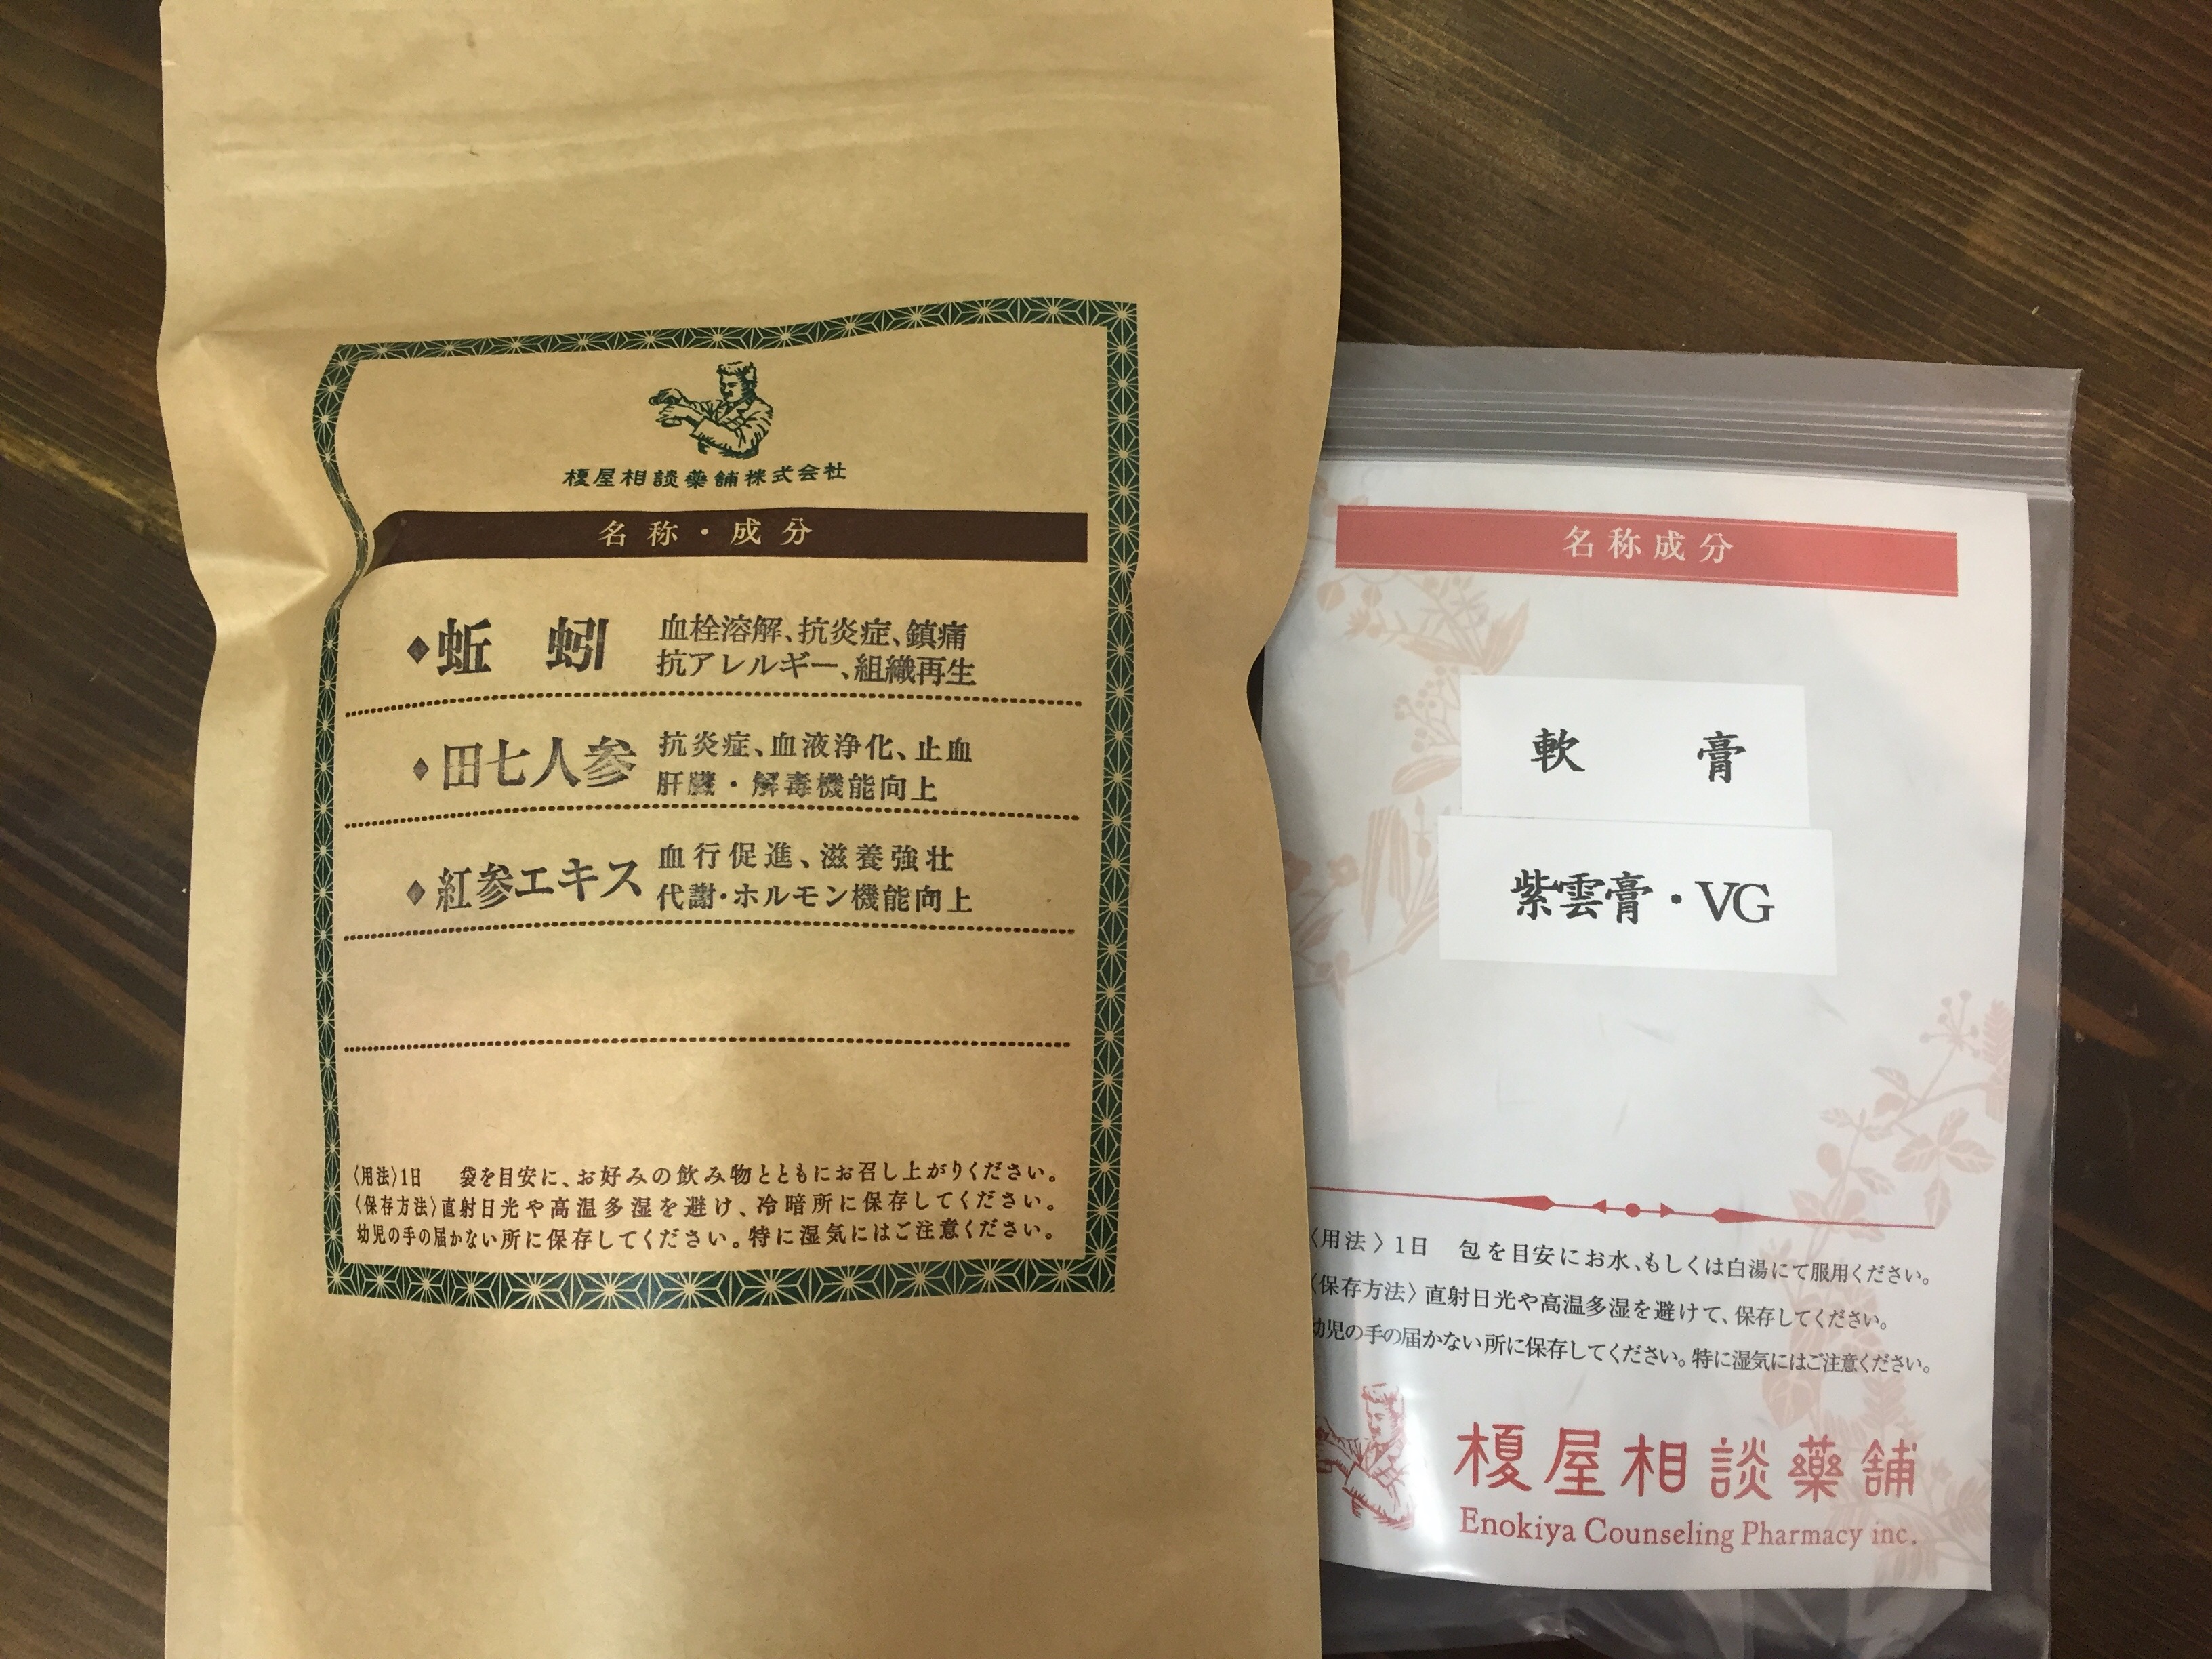 榎屋相談藥舗株式会社
名称・成分
◆蚯蚓 血栓溶解、抗炎症、鎮痛
抗アレルギー、組織再生
◆田七人参 抗炎症、血液浄化、止血
肝臓・解毒機能向上
◆紅参エキス 血行促進、滋養強壮
代謝・ホルモン機能向上
〈用法〉1日 袋を目安に、お好みの飲み物とともにお召し上がりください。
〈保存方法〉直射日光や高温多湿を避け、冷暗所に保存してください。
幼児の手の届かない所に保存してください。特に湿気にはご注意ください。
名称成分
軟膏
紫雲膏・VG
〈用法〉1日 包を目安にお水、もしくは白湯にて服用ください。
〈保存方法〉直射日光や高温多湿を避けて、保存してください。
幼児の手の届かない所に保存してください。特に湿気にはご注意ください。
榎屋相談藥舗
Enokiya Counseling Pharmacy inc.